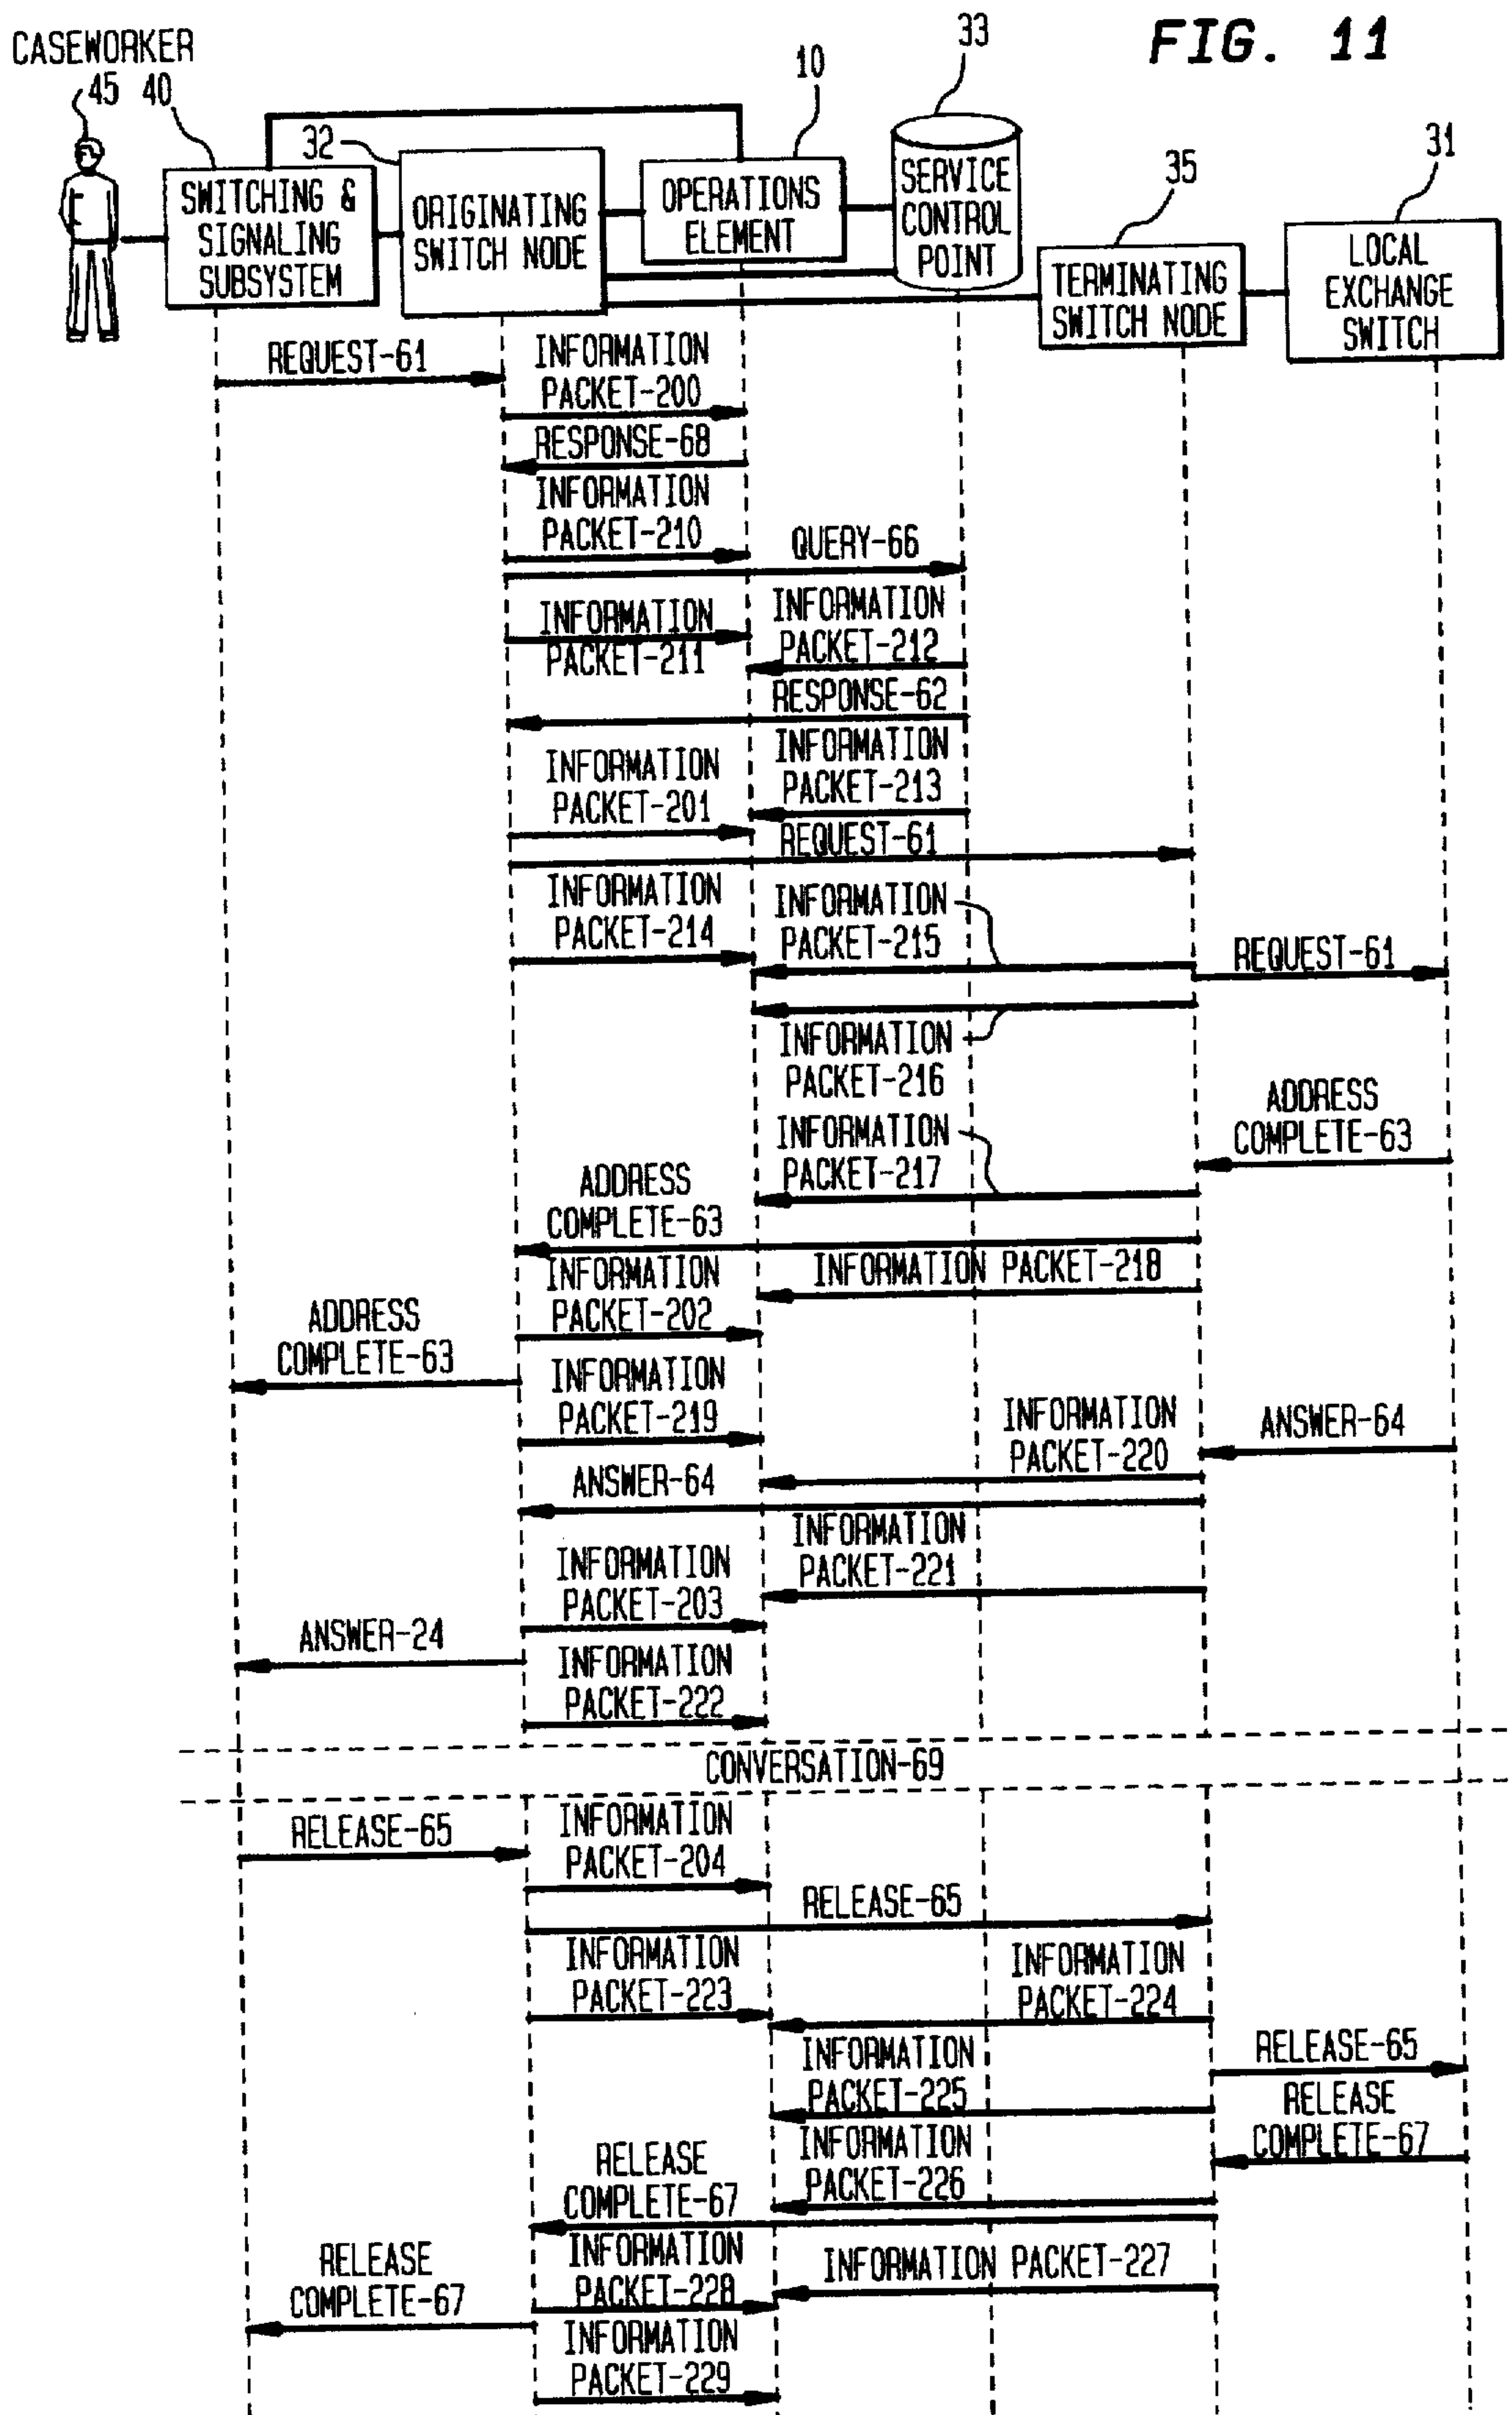 FIG. 11
CASEWORKER
45
40
32
10
33
35
31
SWITCHING &
SIGNALING
SUBSYSTEM
ORIGINATING
SWITCH NODE
OPERATIONS
ELEMENT
SERVICE
CONTROL
POINT
TERMINATING
SWITCH NODE
LOCAL
EXCHANGE
SWITCH
REQUEST-61
INFORMATION
PACKET-200
RESPONSE-68
INFORMATION
PACKET-210
QUERY-66
INFORMATION
PACKET-211
INFORMATION
PACKET-212
RESPONSE-62
INFORMATION
PACKET-213
INFORMATION
PACKET-201
REQUEST-61
INFORMATION
PACKET-214
INFORMATION
PACKET-215
REQUEST-61
INFORMATION
PACKET-216
ADDRESS
COMPLETE-63
INFORMATION
PACKET-217
ADDRESS
COMPLETE-63
INFORMATION PACKET-218
INFORMATION
PACKET-202
ADDRESS
COMPLETE-63
INFORMATION
PACKET-219
ANSWER-64
INFORMATION
PACKET-220
ANSWER-64
INFORMATION
PACKET-221
INFORMATION
PACKET-203
ANSWER-24
INFORMATION
PACKET-222
CONVERSATION-69
RELEASE-65
INFORMATION
PACKET-204
RELEASE-65
INFORMATION
PACKET-223
INFORMATION
PACKET-224
RELEASE-65
INFORMATION
PACKET-225
RELEASE
COMPLETE-67
INFORMATION
PACKET-226
RELEASE
COMPLETE-67
INFORMATION PACKET-227
INFORMATION
PACKET-228
RELEASE
COMPLETE-67
INFORMATION
PACKET-229